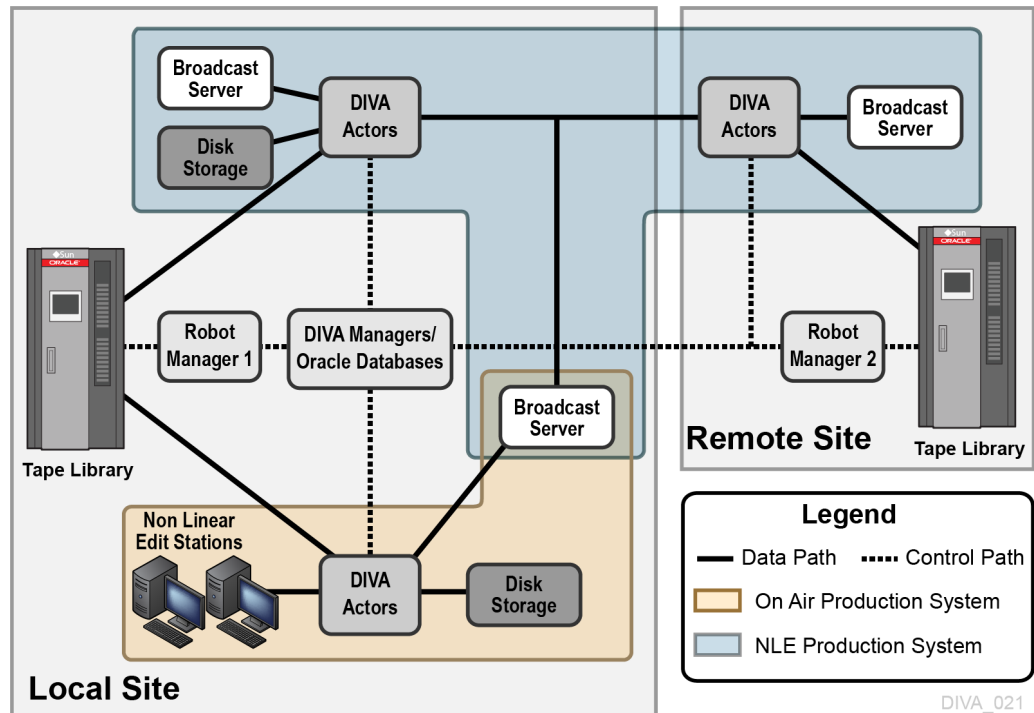 Broadcast
Server
DIVA
Actors
Disk
Storage
DIVA
Actors
Broadcast
Server
Sun
ORACLE
Tape Library
Robot
Manager 1
DIVA Managers/
Oracle Databases
Robot
Manager 2
Sun
ORACLE
Tape Library
Broadcast
Server
Remote Site
Non Linear
Edit Stations
DIVA
Actors
Disk
Storage
Local Site
Legend
Data Path
Control Path
On Air Production System
NLE Production System
DIVA_021